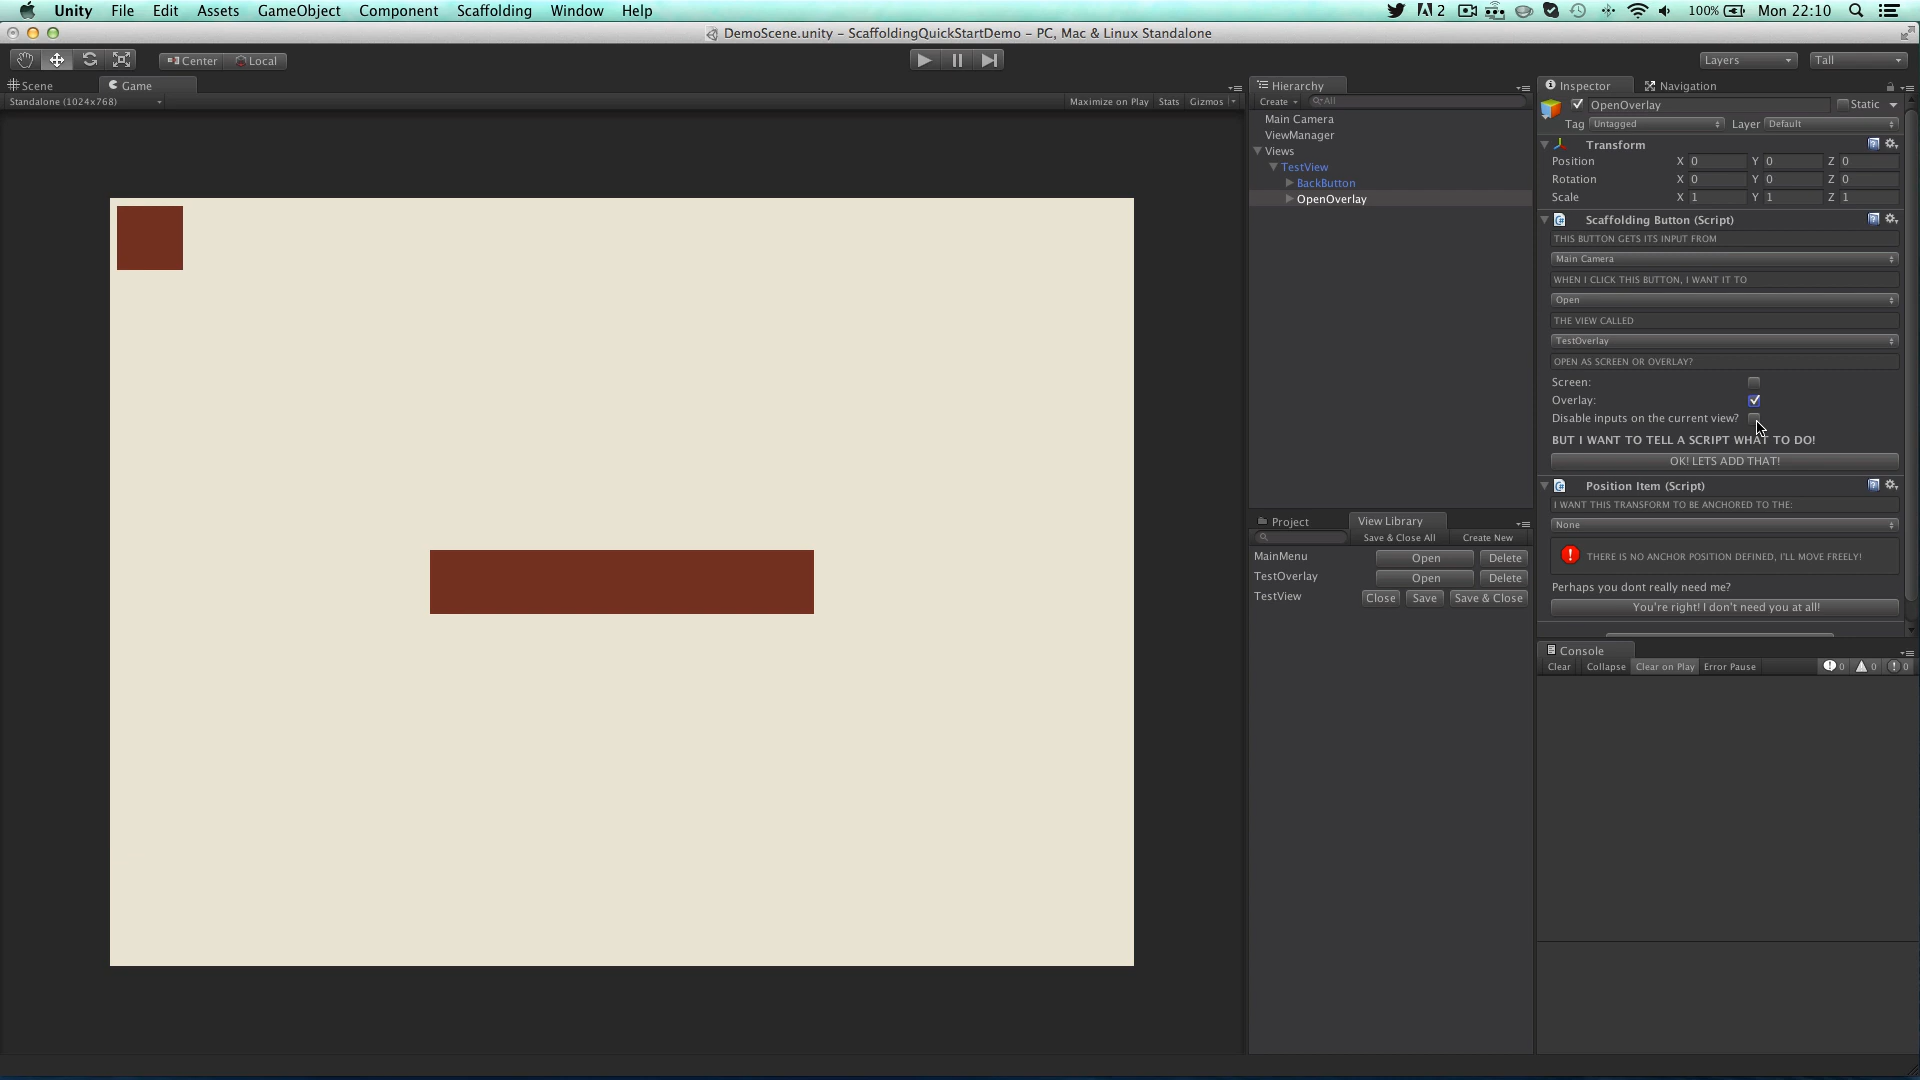 Unity File Edit Assets GameObject Component Scaffolding Window Help 2 100% Mon 22:10
DemoScene.unity - ScaffoldingQuickStartDemo - PC, Mac & Linux Standalone
Center Local Layers Tall
Scene Game
Standalone (1024x768) Maximize on Play Stats Gizmos
Hierarchy
Create All
Main Camera
ViewManager
Views
TestView
BackButton
OpenOverlay
Project View Library
Save & Close All Create New
MainMenu Open Delete
TestOverlay Open Delete
TestView Close Save Save & Close
Inspector Navigation
OpenOverlay Static
Tag Untagged Layer Default
Transform
Position X 0 Y 0 Z 0
Rotation X 0 Y 0 Z 0
Scale X 1 Y 1 Z 1
Scaffolding Button (Script)
THIS BUTTON GETS ITS INPUT FROM
Main Camera
WHEN I CLICK THIS BUTTON, I WANT IT TO
Open
THE VIEW CALLED
TestOverlay
OPEN AS SCREEN OR OVERLAY?
Screen:
Overlay:
Disable inputs on the current view?
BUT I WANT TO TELL A SCRIPT WHAT TO DO!
OK! LETS ADD THAT!
Position Item (Script)
I WANT THIS TRANSFORM TO BE ANCHORED TO THE:
None
THERE IS NO ANCHOR POSITION DEFINED, I'LL MOVE FREELY!
Perhaps you dont really need me?
You're right! I don't need you at all!
Console
Clear Collapse Clear on Play Error Pause 0 0 0